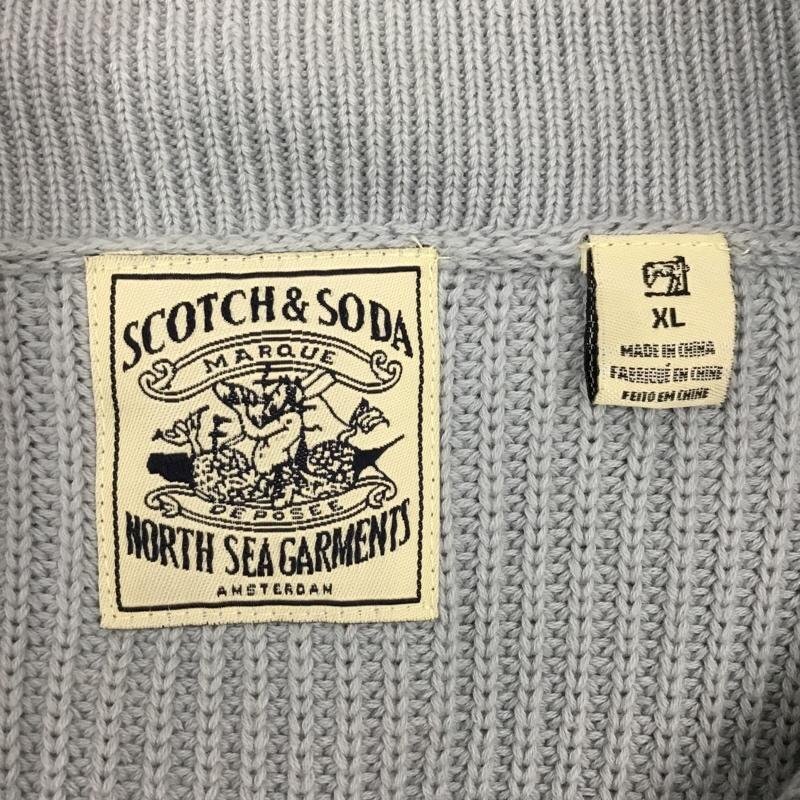 SCOTCH & SODA
MARQUE
DEPOSEE
NORTH SEA GARMENTS
AMSTERDAM
XL
MADE IN CHINA
FABRIQUÉ EN CHINE
FEITO EM CHINE